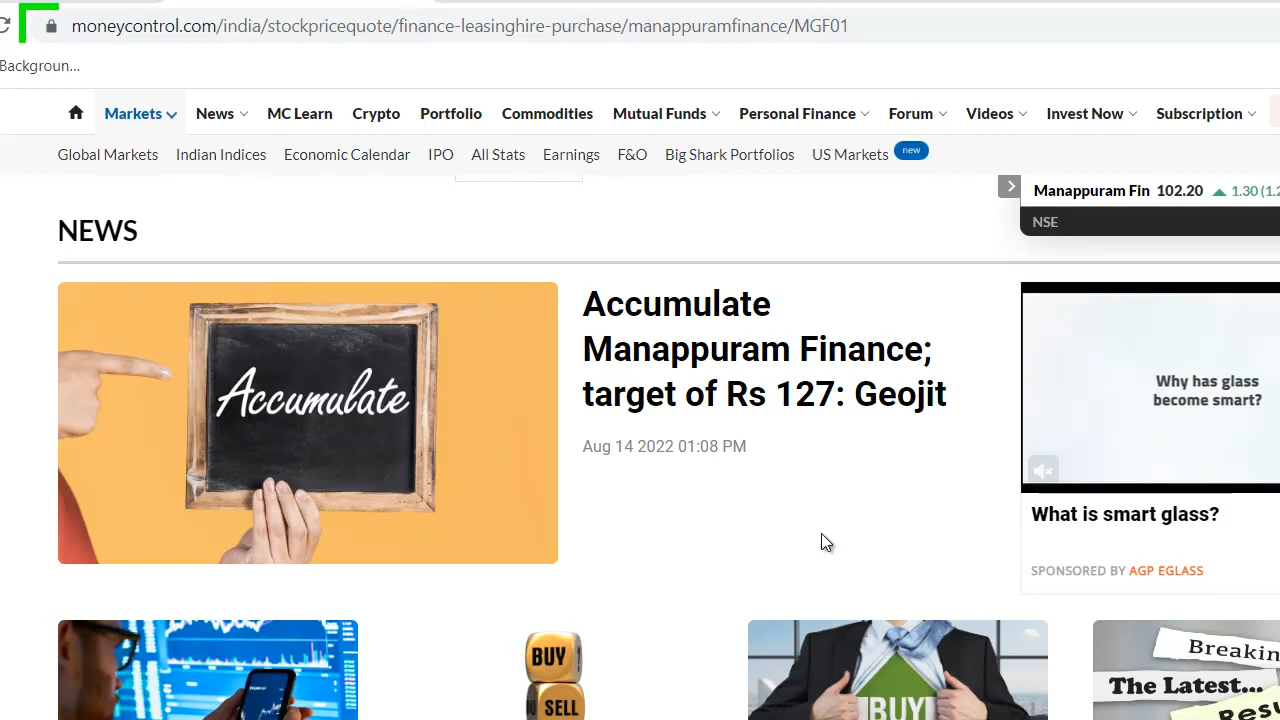 moneycontrol.com/india/stockpricequote/finance-leasinghire-purchase/manappuramfinance/MGF01
Backgroun...
Markets News MC Learn Crypto Portfolio Commodities Mutual Funds Personal Finance Forum Videos Invest Now Subscription
Global Markets Indian Indices Economic Calendar IPO All Stats Earnings F&O Big Shark Portfolios US Markets new
Manappuram Fin 102.20 1.30
NSE
NEWS
Accumulate
Accumulate
Manappuram Finance;
target of Rs 127: Geojit
Aug 14 2022 01:08 PM
Why has glass
become smart?
What is smart glass?
SPONSORED BY AGP EGLASS
BUY
SELL
BUY
The Latest...